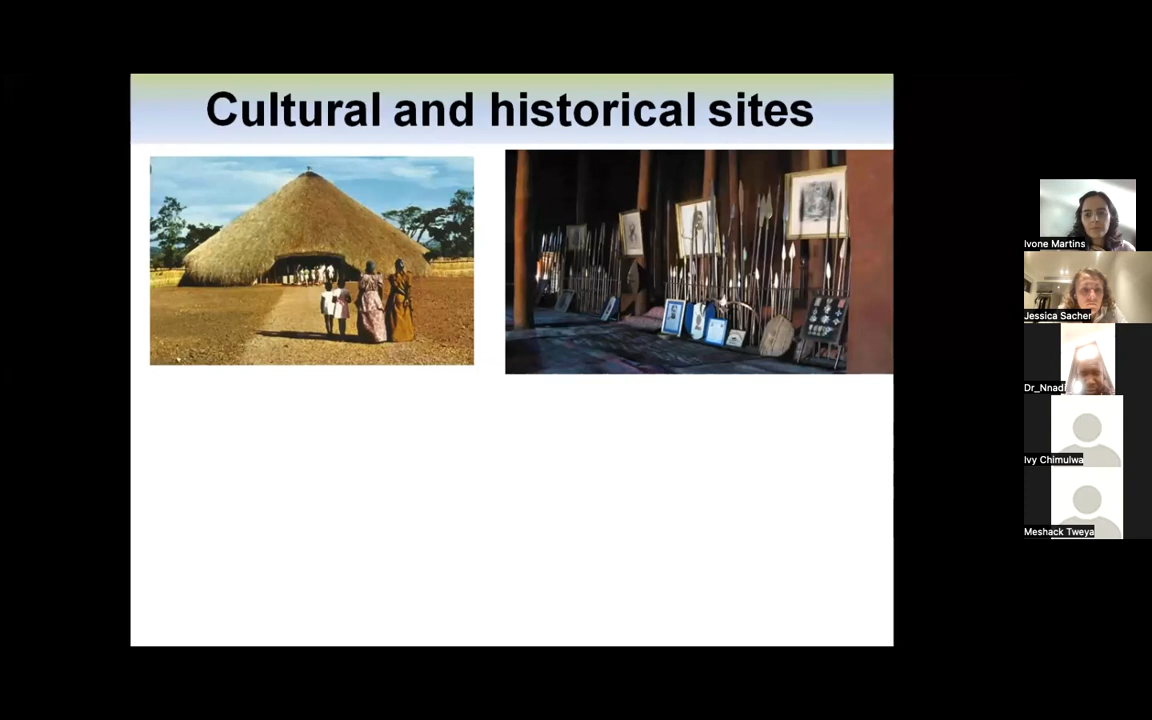 Cultural and historical sites
Ivone Martins
Jessica Sacher
Dr_Nnadi
Ivy Chimulwa
Meshack Tweya